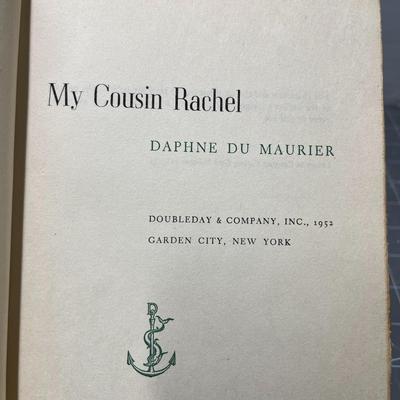 My Cousin Rachel
DAPHNE DU MAURIER
DOUBLEDAY & COMPANY, INC., 1952
GARDEN CITY, NEW YORK
D